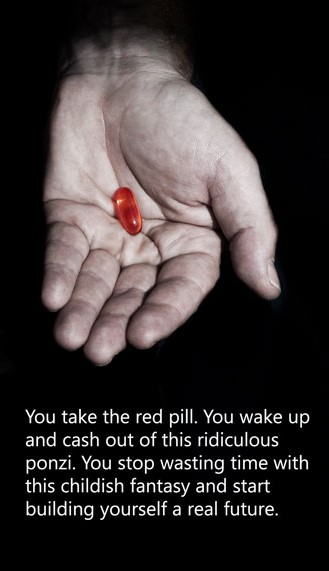 You take the red pill. You wake up
and cash out of this ridiculous
ponzi. You stop wasting time with
this childish fantasy and start
building yourself a real future.